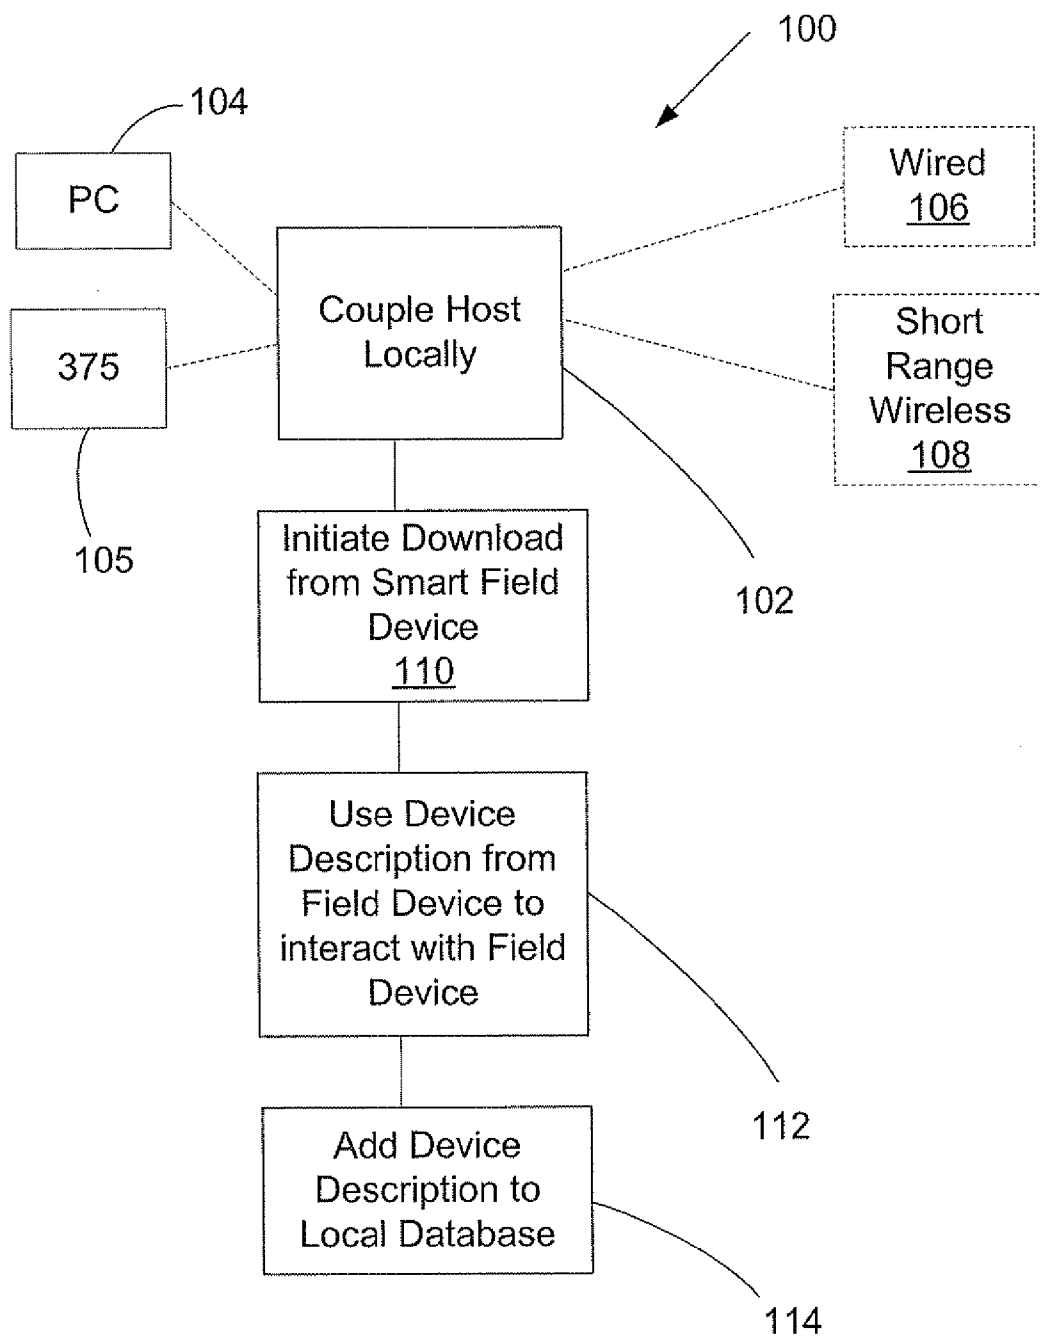 100
104
PC
Wired
106
375
Couple Host
Locally
Short
Range
Wireless
108
105
102
Initiate Download
from Smart Field
Device
110
Use Device
Description from
Field Device to
interact with Field
Device
112
Add Device
Description to
Local Database
114